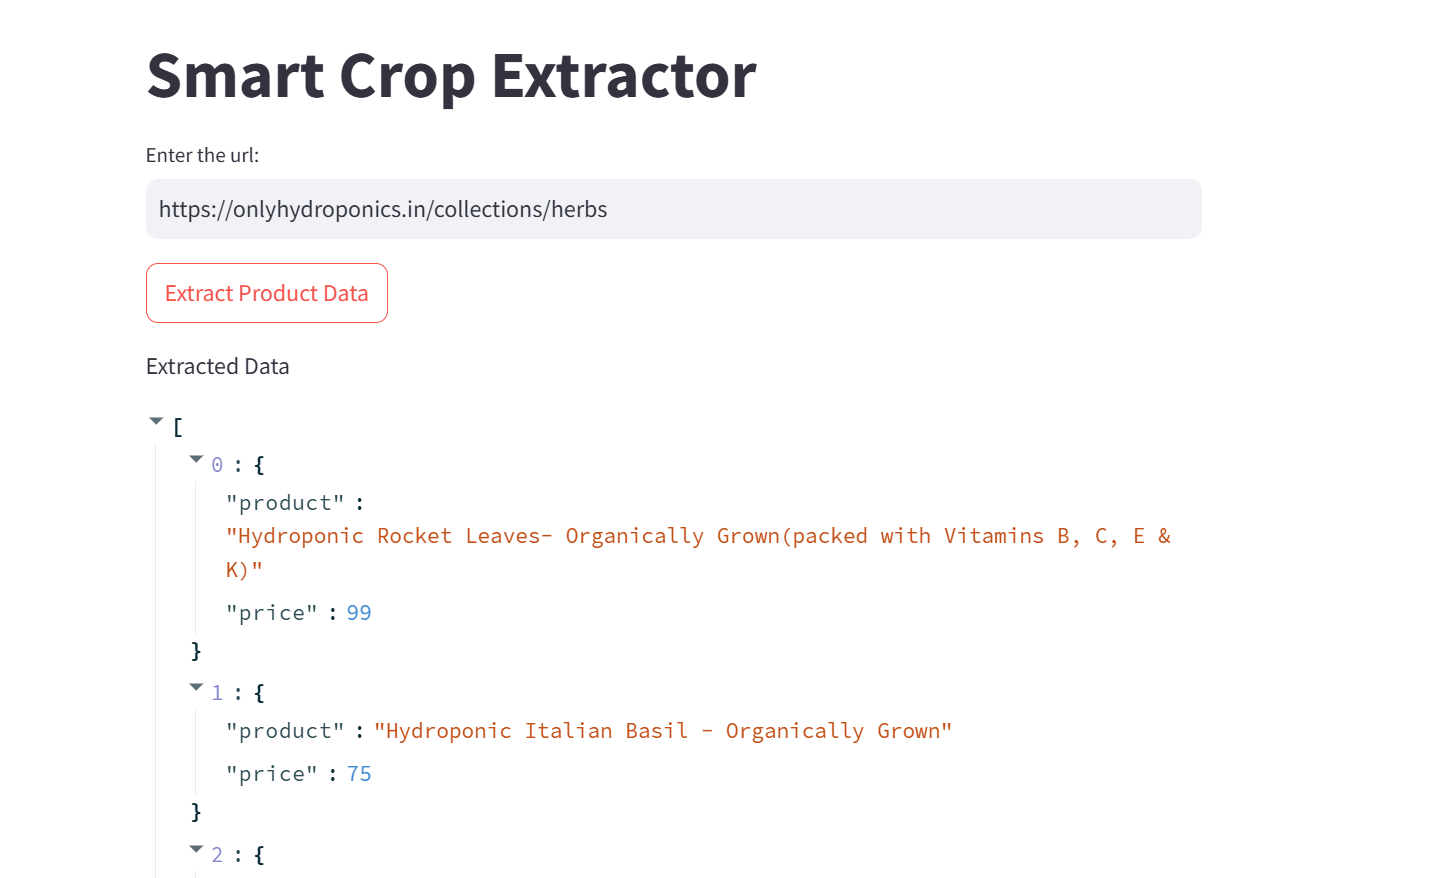 Smart Crop Extractor
Enter the url:
https://onlyhydroponics.in/collections/herbs
Extract Product Data
Extracted Data
[
0 : {
"product" :
"Hydroponic Rocket Leaves- Organically Grown(packed with Vitamins B, C, E &
K)"
"price" : 99
}
1 : {
"product" : "Hydroponic Italian Basil - Organically Grown"
"price" : 75
}
2 : {